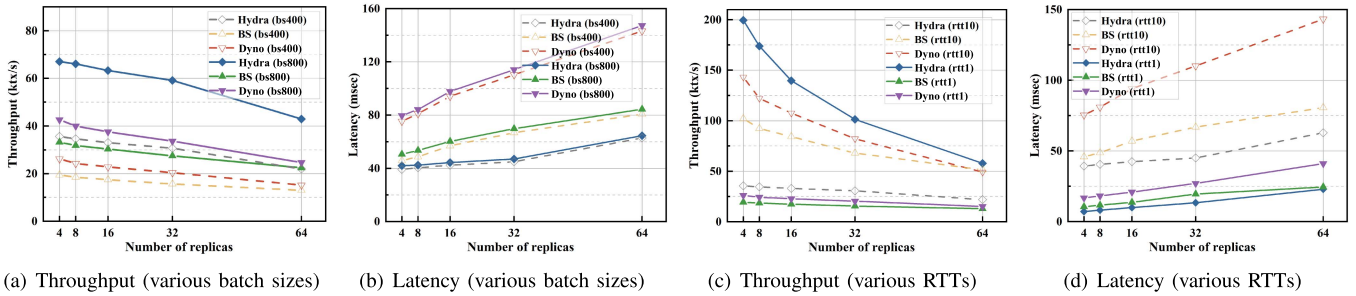 80
60
40
20
0
Throughput (ktx/s)
4 8 16 32 64
Number of replicas
Hydra (bs400)
BS (bs400)
Dyno (bs400)
Hydra (bs800)
BS (bs800)
Dyno (bs800)
(a) Throughput (various batch sizes)
160
120
80
40
0
Latency (msec)
4 8 16 32 64
Number of replicas
Hydra (bs400)
BS (bs400)
Dyno (bs400)
Hydra (bs800)
BS (bs800)
Dyno (bs800)
(b) Latency (various batch sizes)
200
150
100
50
0
Throughput (ktx/s)
4 8 16 32 64
Number of replicas
Hydra (rtt10)
BS (rtt10)
Dyno (rtt10)
Hydra (rtt1)
BS (rtt1)
Dyno (rtt1)
(c) Throughput (various RTTs)
150
100
50
0
Latency (msec)
4 8 16 32 64
Number of replicas
Hydra (rtt10)
BS (rtt10)
Dyno (rtt10)
Hydra (rtt1)
BS (rtt1)
Dyno (rtt1)
(d) Latency (various RTTs)